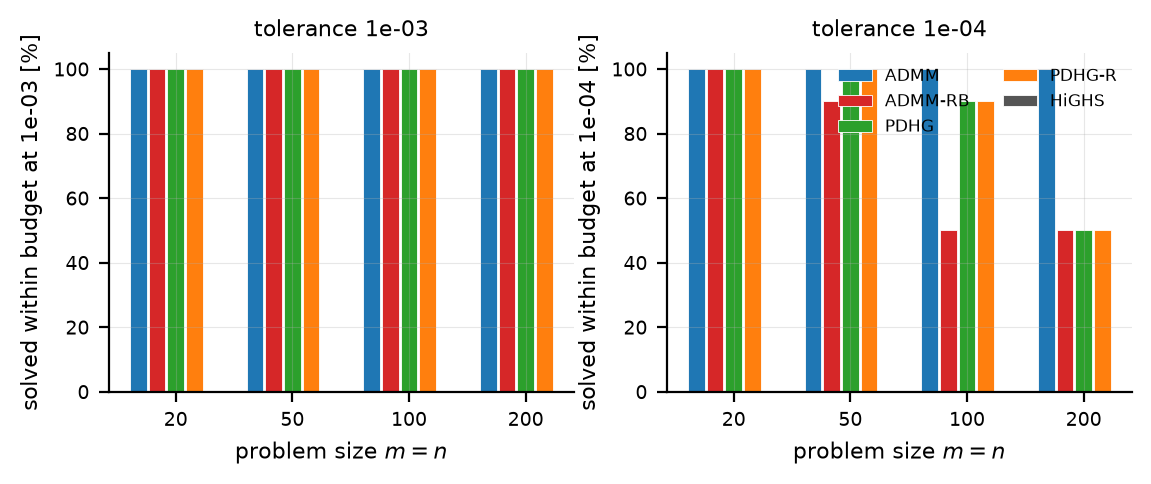 tolerance 1e-03
solved within budget at 1e-03 [%]
100
80
60
40
20
0
20
50
100
200
problem size m = n
tolerance 1e-04
solved within budget at 1e-04 [%]
100
80
60
40
20
0
ADMM
ADMM-RB
PDHG
PDHG-R
HiGHS
20
50
100
200
problem size m = n